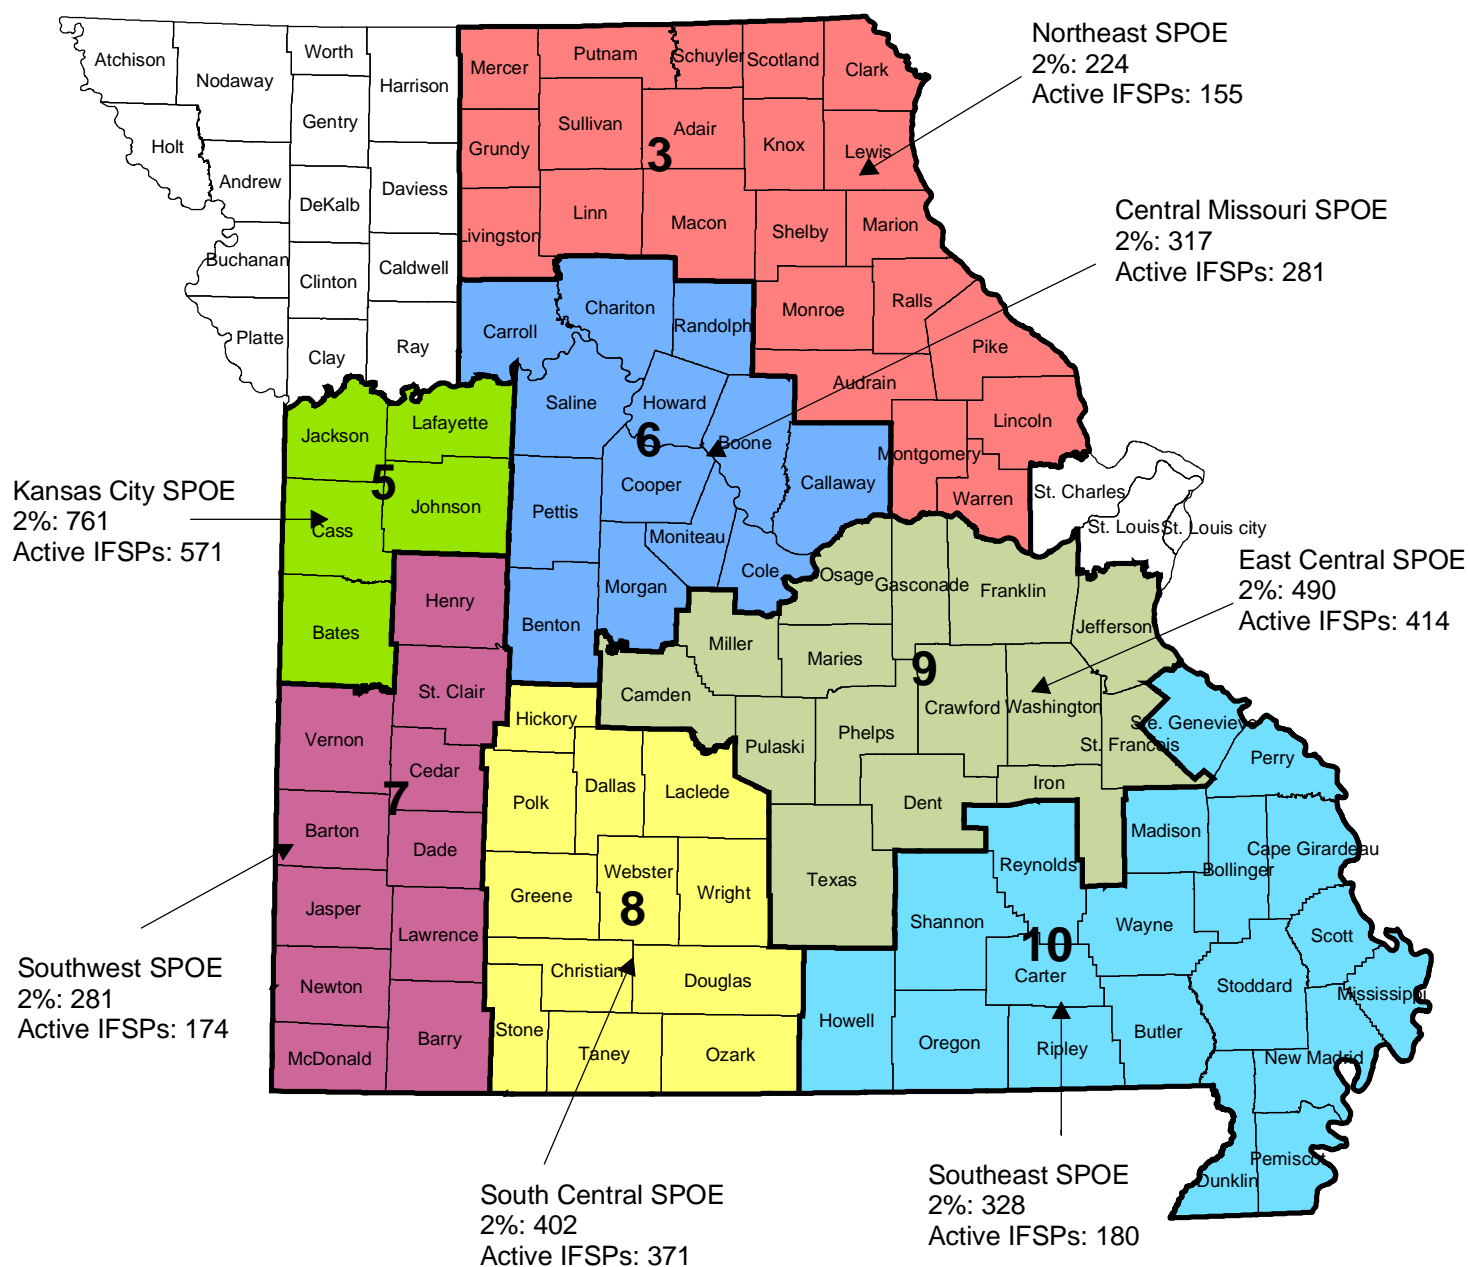 Northeast SPOE
2%: 224
Active IFSPs: 155
Central Missouri SPOE
2%: 317
Active IFSPs: 281
Kansas City SPOE
2%: 761
Active IFSPs: 571
East Central SPOE
2%: 490
Active IFSPs: 414
Southwest SPOE
2%: 281
Active IFSPs: 174
South Central SPOE
2%: 402
Active IFSPs: 371
Southeast SPOE
2%: 328
Active IFSPs: 180
Atchison
Nodaway
Worth
Harrison
Gentry
Holt
Andrew
DeKalb
Daviess
Buchanan
Clinton
Caldwell
Platte
Clay
Ray
Mercer
Putnam
Schuyler
Scotland
Clark
Sullivan
Adair
Knox
Lewis
Grundy
3
Linn
Macon
Shelby
Marion
Livingston
Monroe
Ralls
Pike
Audrain
Lincoln
Montgomery
Warren
Carroll
Chariton
Randolph
Saline
Howard
6
Boone
Callaway
Cooper
Pettis
Moniteau
Cole
Morgan
Benton
Jackson
Lafayette
5
Johnson
Cass
Bates
St. Charles
St. Louis
St. Louis city
Osage
Gasconade
Franklin
Jefferson
Miller
Maries
9
Camden
Crawford
Washington
Pulaski
Phelps
St. Francois
Iron
Dent
Texas
Henry
St. Clair
Vernon
Cedar
7
Barton
Dade
Jasper
Lawrence
Newton
Barry
McDonald
Hickory
Polk
Dallas
Laclede
Greene
Webster
Wright
8
Christian
Douglas
Stone
Taney
Ozark
Ste. Genevieve
Perry
Madison
Bollinger
Cape Girardeau
Reynolds
Shannon
Wayne
Scott
10
Carter
Stoddard
Mississippi
Howell
Oregon
Ripley
Butler
New Madrid
Pemiscot
Dunklin